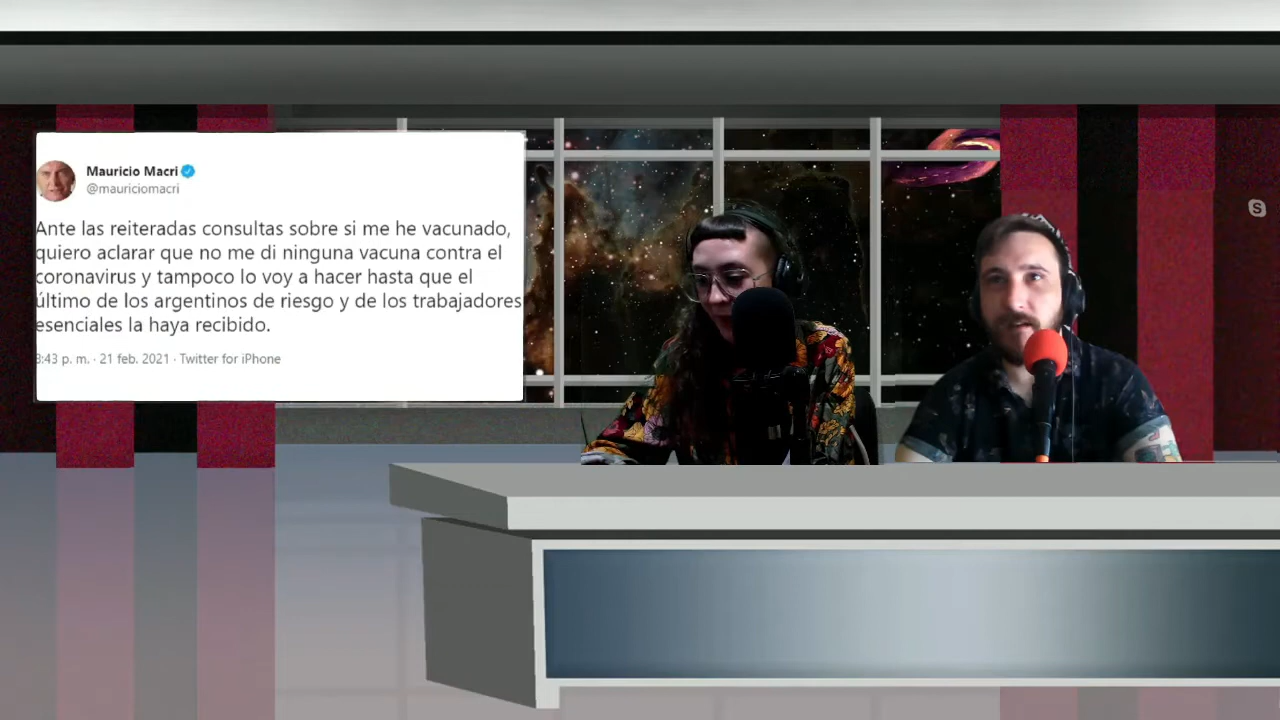 Mauricio Macri
@mauriciomacri
Ante las reiteradas consultas sobre si me he vacunado,
quiero aclarar que no me di ninguna vacuna contra el
coronavirus y tampoco lo voy a hacer hasta que el
último de los argentinos de riesgo y de los trabajadores
esenciales la haya recibido.
3:43 p. m. · 21 feb. 2021 · Twitter for iPhone
S